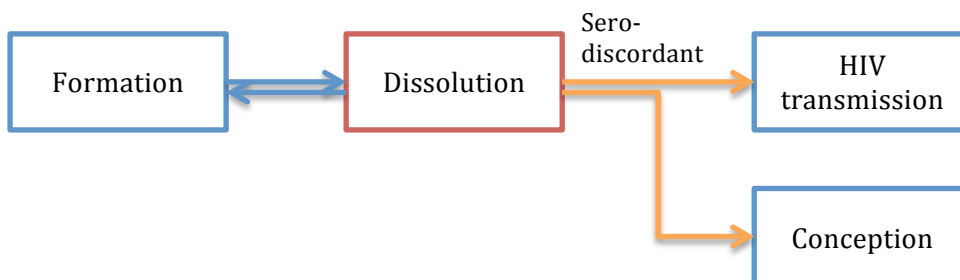 Formation
Dissolution
Sero-
discordant
HIV
transmission
Conception